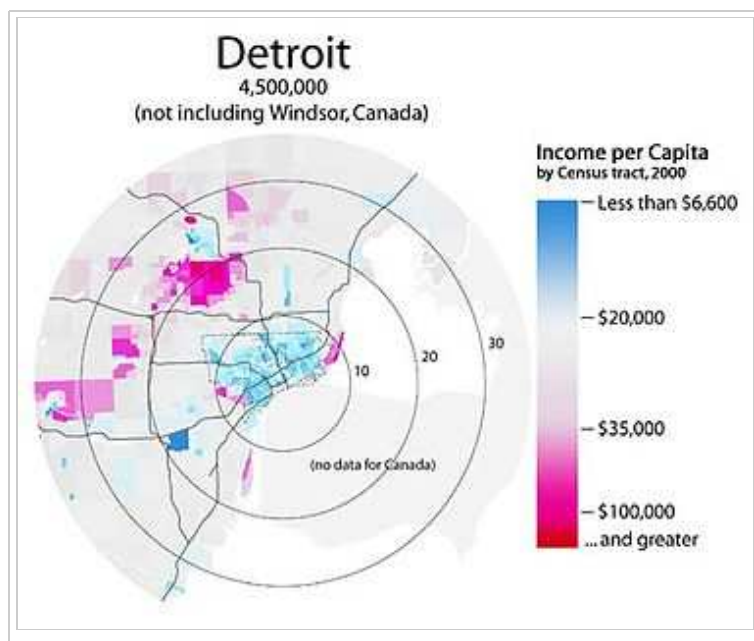 Detroit
4,500,000
(not including Windsor, Canada)
Income per Capita
by Census tract, 2000
Less than $6,600
$20,000
$35,000
$100,000
...and greater
30
20
10
(no data for Canada)